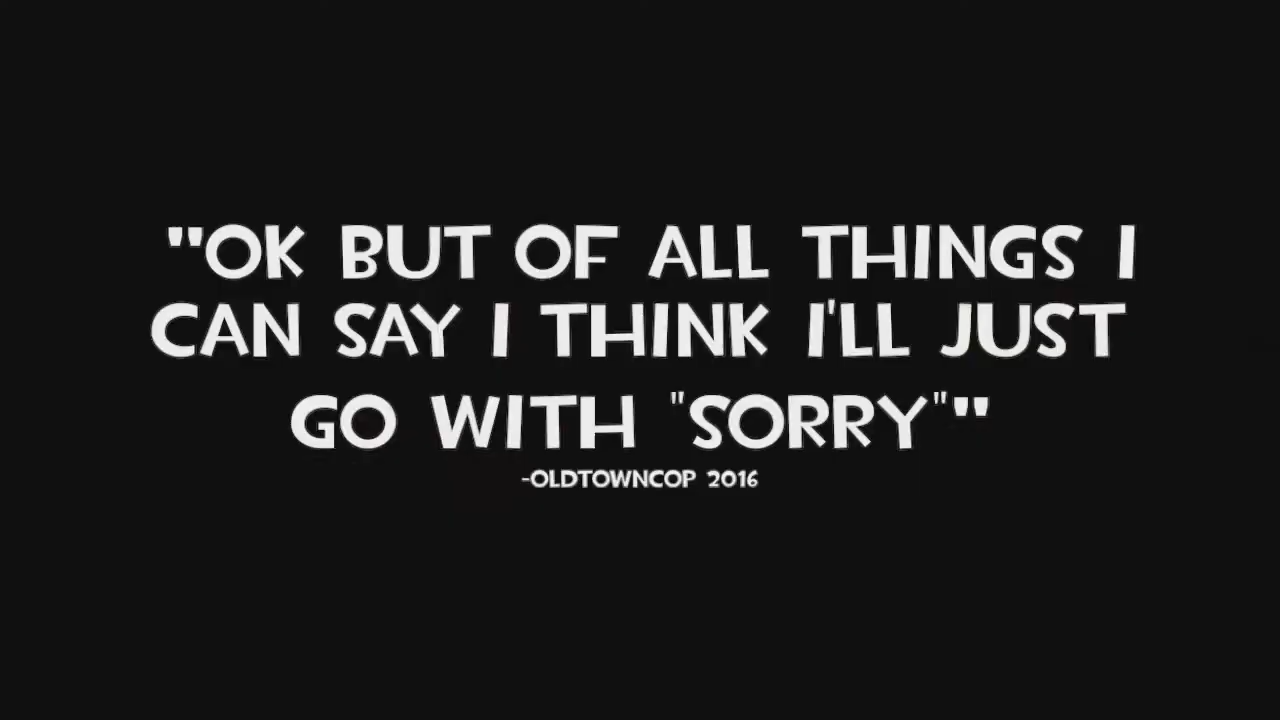 "OK BUT OF ALL THINGS I
CAN SAY I THINK I'LL JUST
GO WITH "SORRY""
-OLDTOWNCOP 2016